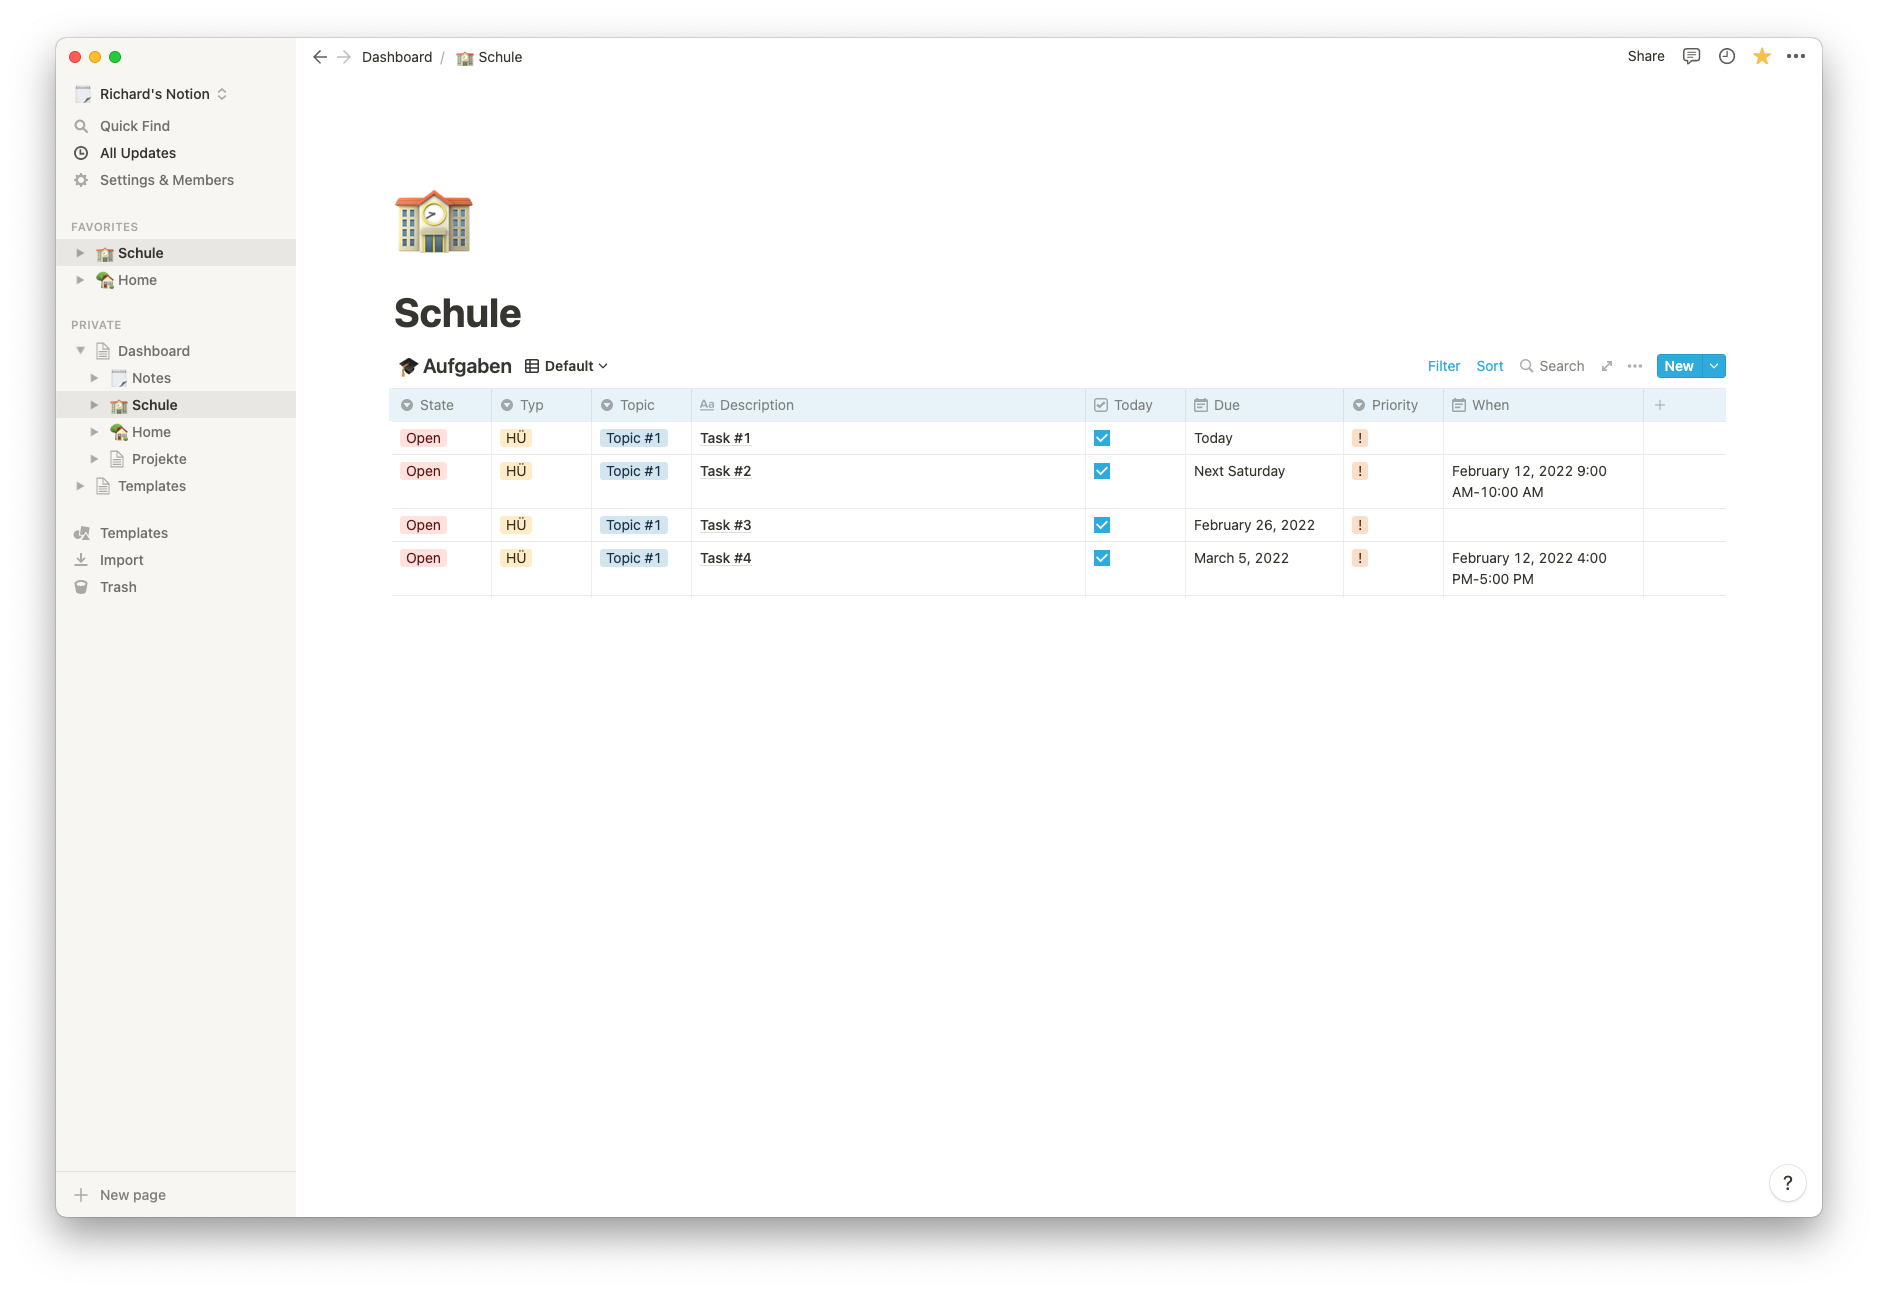 Richard's Notion
Quick Find
All Updates
Settings & Members
FAVORITES
Schule
Home
PRIVATE
Dashboard
Notes
Schule
Home
Projekte
Templates
Templates
Import
Trash
New page
Dashboard / Schule
Share
Schule
Aufgaben Default
Filter Sort Search New
State Typ Topic Aa Description Today Due Priority When
Open HÜ Topic #1 Task #1 Today !
Open HÜ Topic #1 Task #2 Next Saturday ! February 12, 2022 9:00
AM-10:00 AM
Open HÜ Topic #1 Task #3 February 26, 2022 !
Open HÜ Topic #1 Task #4 March 5, 2022 ! February 12, 2022 4:00
PM-5:00 PM
?